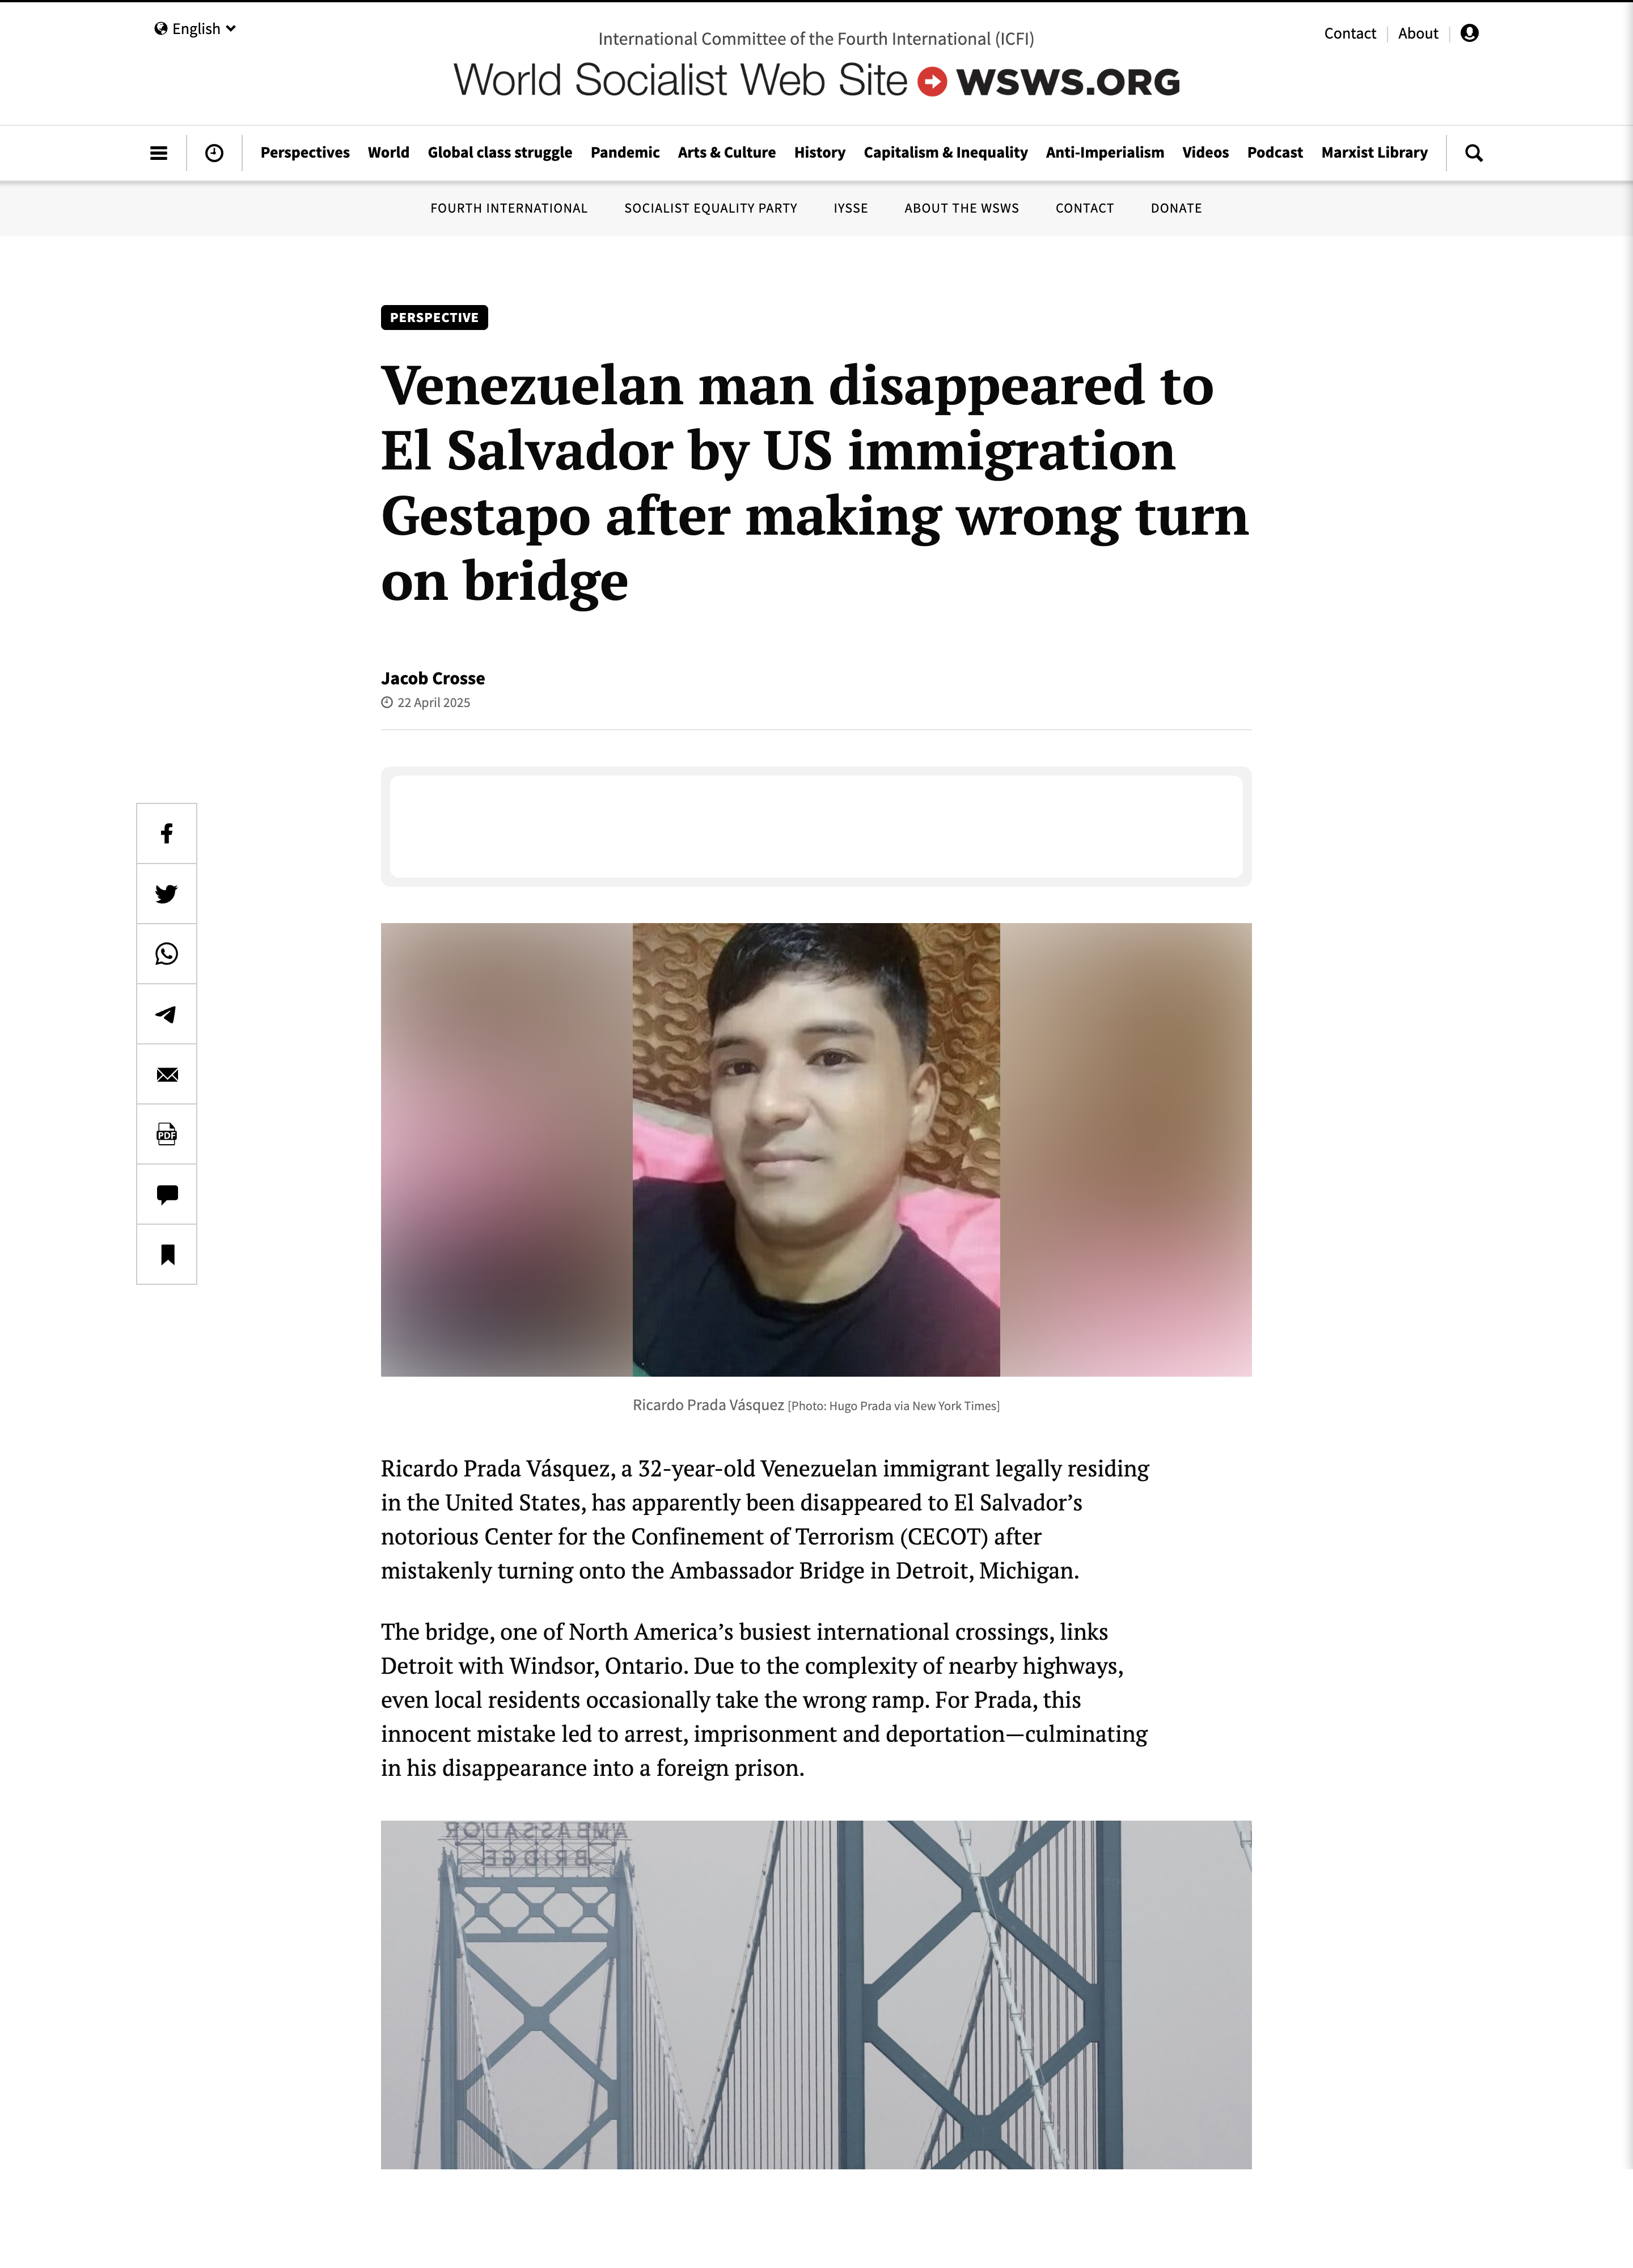 English
International Committee of the Fourth International (ICFI)
World Socialist Web Site WSWS.ORG
Contact
About
Perspectives World Global class struggle Pandemic Arts & Culture History Capitalism & Inequality Anti-Imperialism Videos Podcast Marxist Library
FOURTH INTERNATIONAL SOCIALIST EQUALITY PARTY IYSSE ABOUT THE WSWS CONTACT DONATE
PERSPECTIVE
Venezuelan man disappeared to
El Salvador by US immigration
Gestapo after making wrong turn
on bridge
Jacob Crosse
22 April 2025
PDF
Ricardo Prada Vásquez [Photo: Hugo Prada via New York Times]
Ricardo Prada Vásquez, a 32-year-old Venezuelan immigrant legally residing
in the United States, has apparently been disappeared to El Salvador’s
notorious Center for the Confinement of Terrorism (CECOT) after
mistakenly turning onto the Ambassador Bridge in Detroit, Michigan.
The bridge, one of North America’s busiest international crossings, links
Detroit with Windsor, Ontario. Due to the complexity of nearby highways,
even local residents occasionally take the wrong ramp. For Prada, this
innocent mistake led to arrest, imprisonment and deportation—culminating
in his disappearance into a foreign prison.
AMBASSADOR
BRIDGE